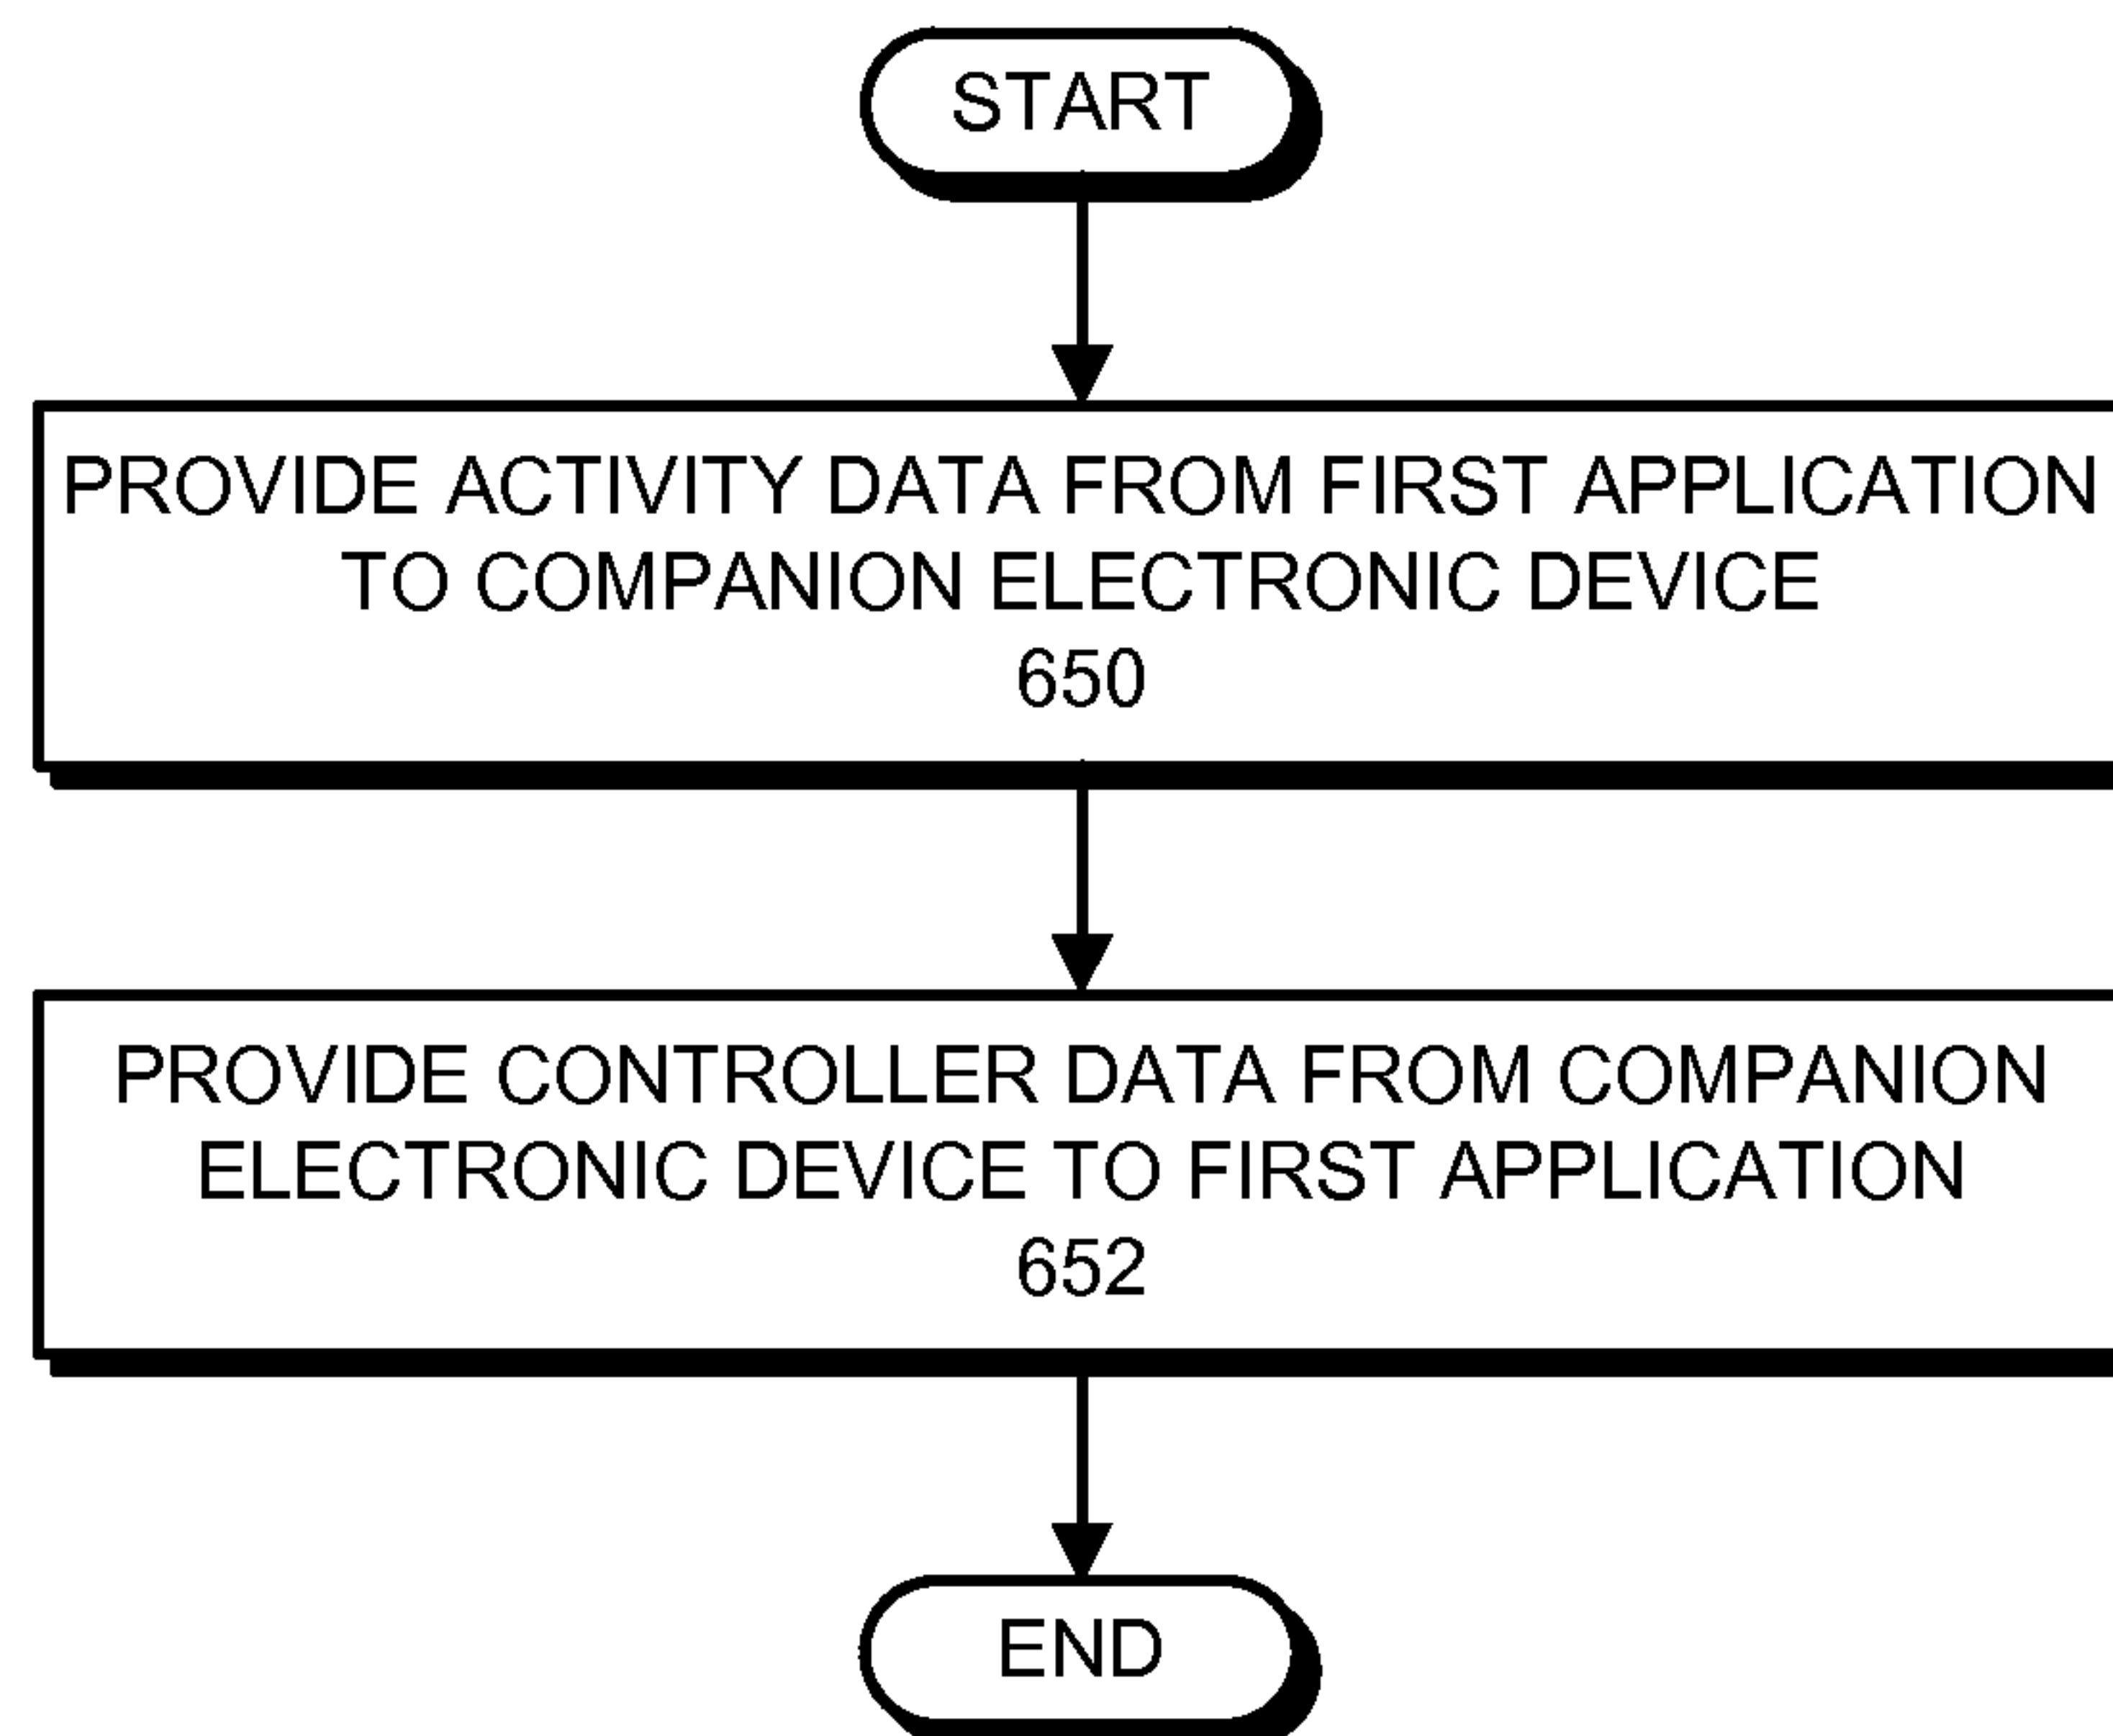 START
PROVIDE ACTIVITY DATA FROM FIRST APPLICATION
TO COMPANION ELECTRONIC DEVICE
650
PROVIDE CONTROLLER DATA FROM COMPANION
ELECTRONIC DEVICE TO FIRST APPLICATION
652
END